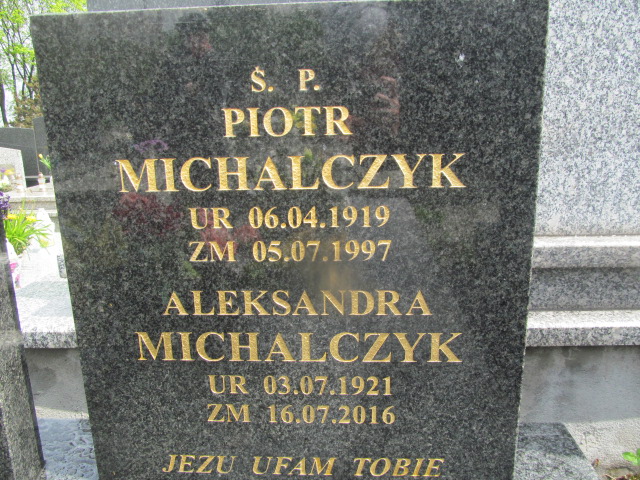 Ś. P.
PIOTR
MICHALCZYK
UR 06.04.1919
ZM 05.07.1997
ALEKSANDRA
MICHALCZYK
UR 03.07.1921
ZM 16.07.2016
JEZU UFAM TOBIE